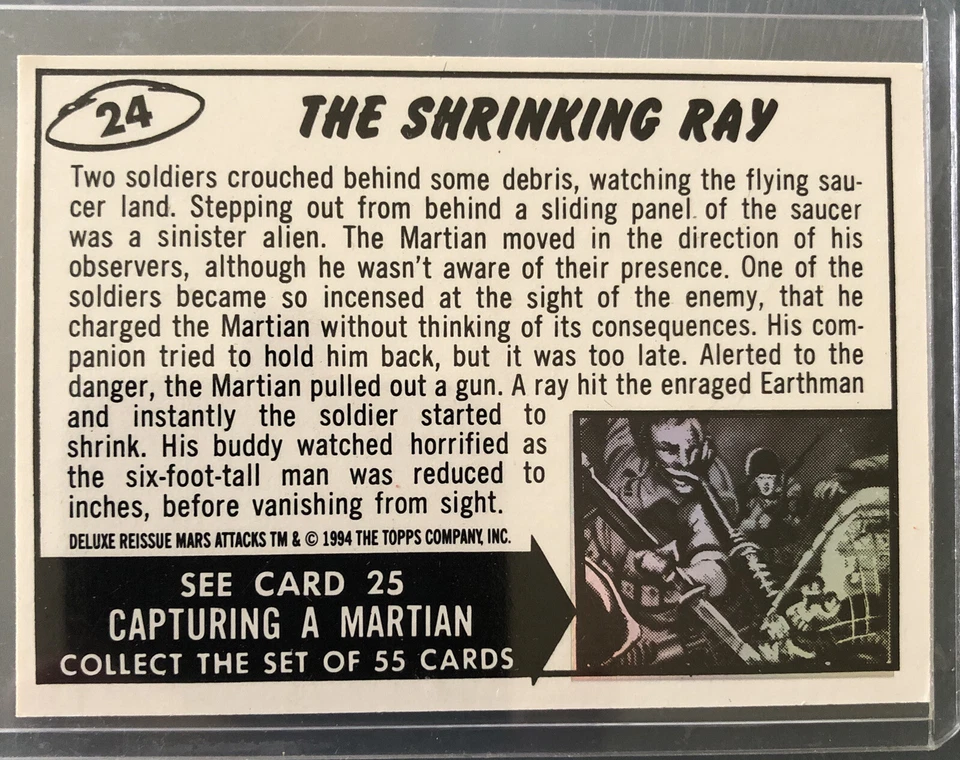 24
THE SHRINKING RAY
Two soldiers crouched behind some debris, watching the flying sau-
cer land. Stepping out from behind a sliding panel of the saucer
was a sinister alien. The Martian moved in the direction of his
observers, although he wasn't aware of their presence. One of the
soldiers became so incensed at the sight of the enemy, that he
charged the Martian without thinking of its consequences. His com-
panion tried to hold him back, but it was too late. Alerted to the
danger, the Martian pulled out a gun. A ray hit the enraged Earthman
and instantly the soldier started to
shrink. His buddy watched horrified as
the six-foot-tall man was reduced to
inches, before vanishing from sight.
DELUXE REISSUE MARS ATTACKS TM & © 1994 THE TOPPS COMPANY, INC.
SEE CARD 25
CAPTURING A MARTIAN
COLLECT THE SET OF 55 CARDS